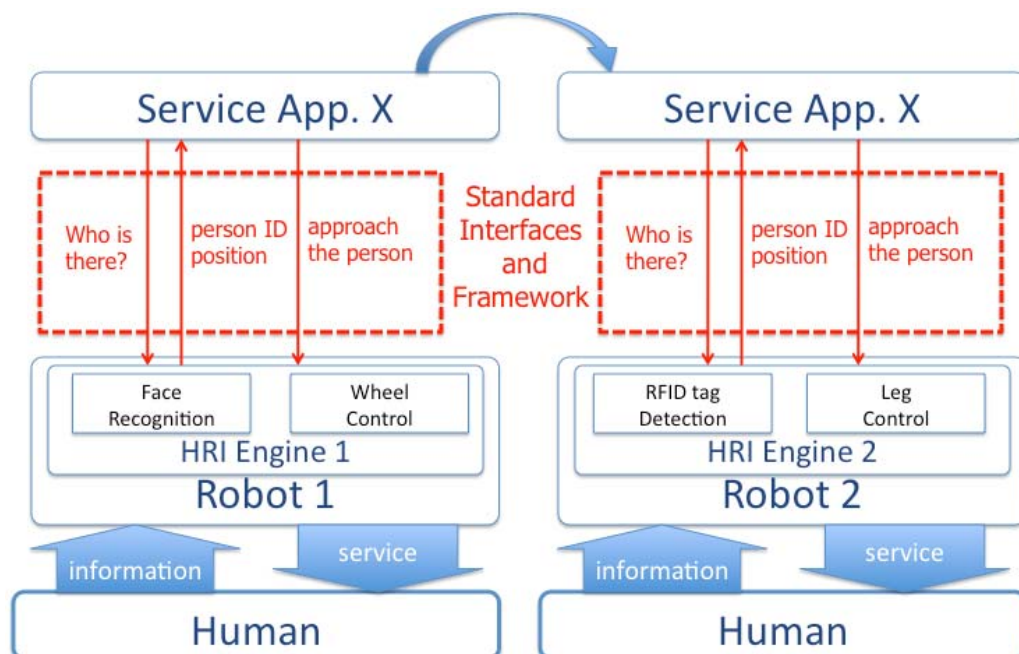 Service App. X
Service App. X
Who is
there?
person ID
position
approach
the person
Standard
Interfaces
and
Framework
Who is
there?
person ID
position
approach
the person
Face
Recognition
Wheel
Control
HRI Engine 1
Robot 1
RFID tag
Detection
Leg
Control
HRI Engine 2
Robot 2
information
service
information
service
Human
Human